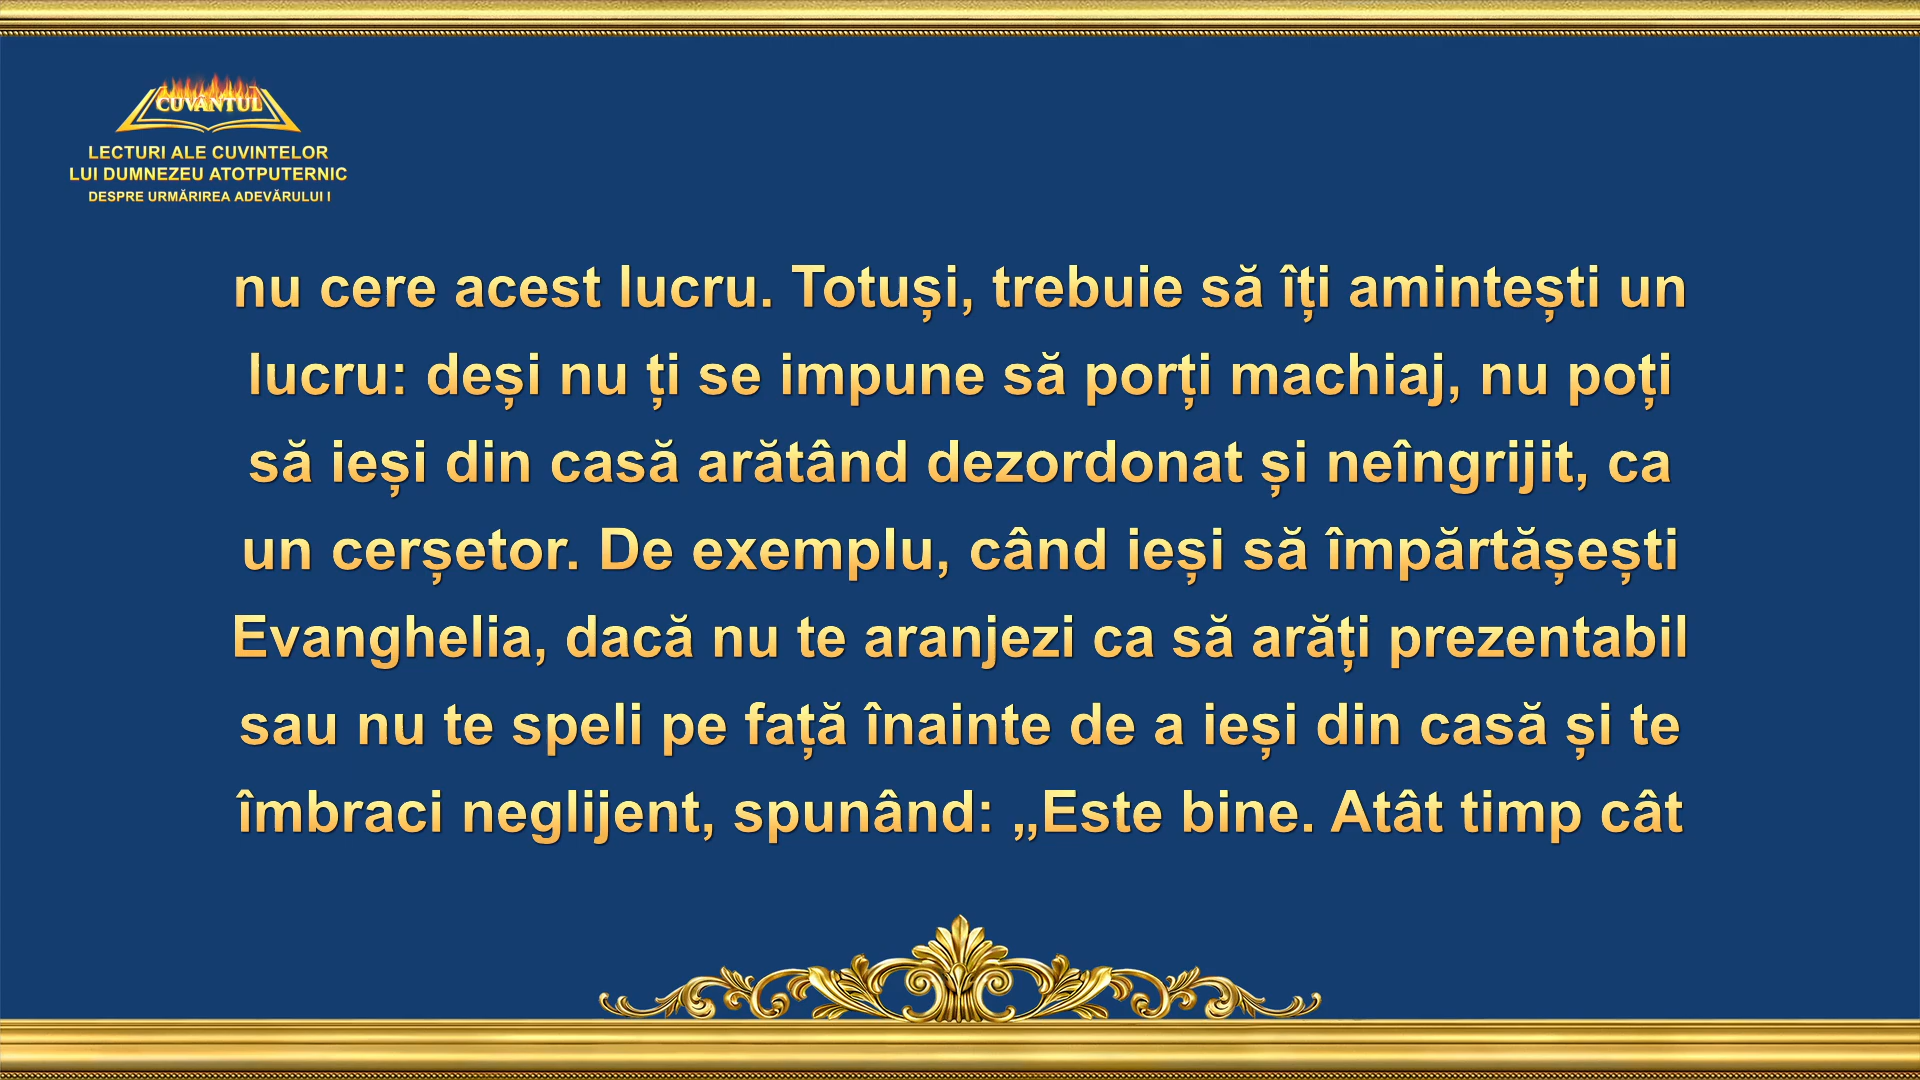 CUVÂNTUL
LECTURI ALE CUVINTELOR
LUI DUMNEZEU ATOTPUTERNIC
DESPRE URMĂRIREA ADEVĂRULUI I
nu cere acest lucru. Totuși, trebuie să îți amintești un
lucru: deși nu ți se impune să porți machiaj, nu poți
să ieși din casă arătând dezordonat și neîngrijit, ca
un cerșetor. De exemplu, când ieși să împărtășești
Evanghelia, dacă nu te aranjezi ca să arăți prezentabil
sau nu te speli pe față înainte de a ieși din casă și te
îmbraci neglijent, spunând: „Este bine. Atât timp cât